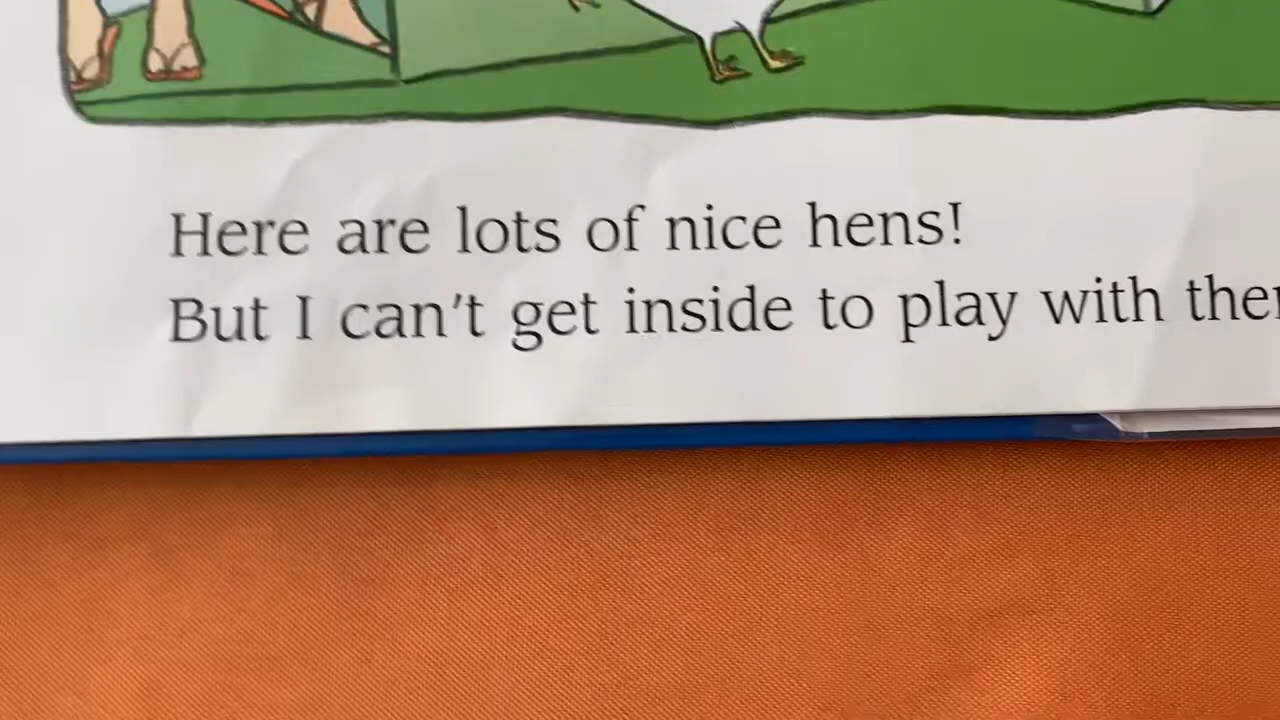 Here are lots of nice hens!
But I can't get inside to play with